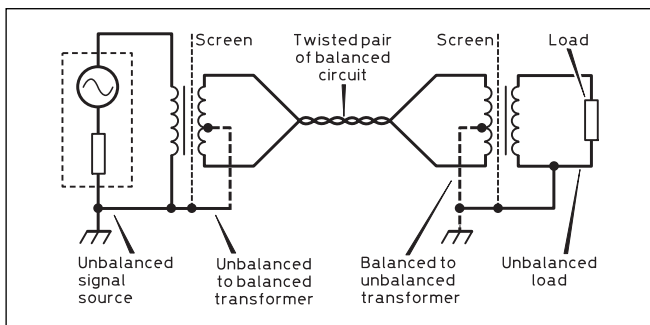 Screen
Twisted pair
of balanced
circuit
Screen
Load
Unbalanced
signal
source
Unbalanced
to balanced
transformer
Balanced to
unbalanced
transformer
Unbalanced
load